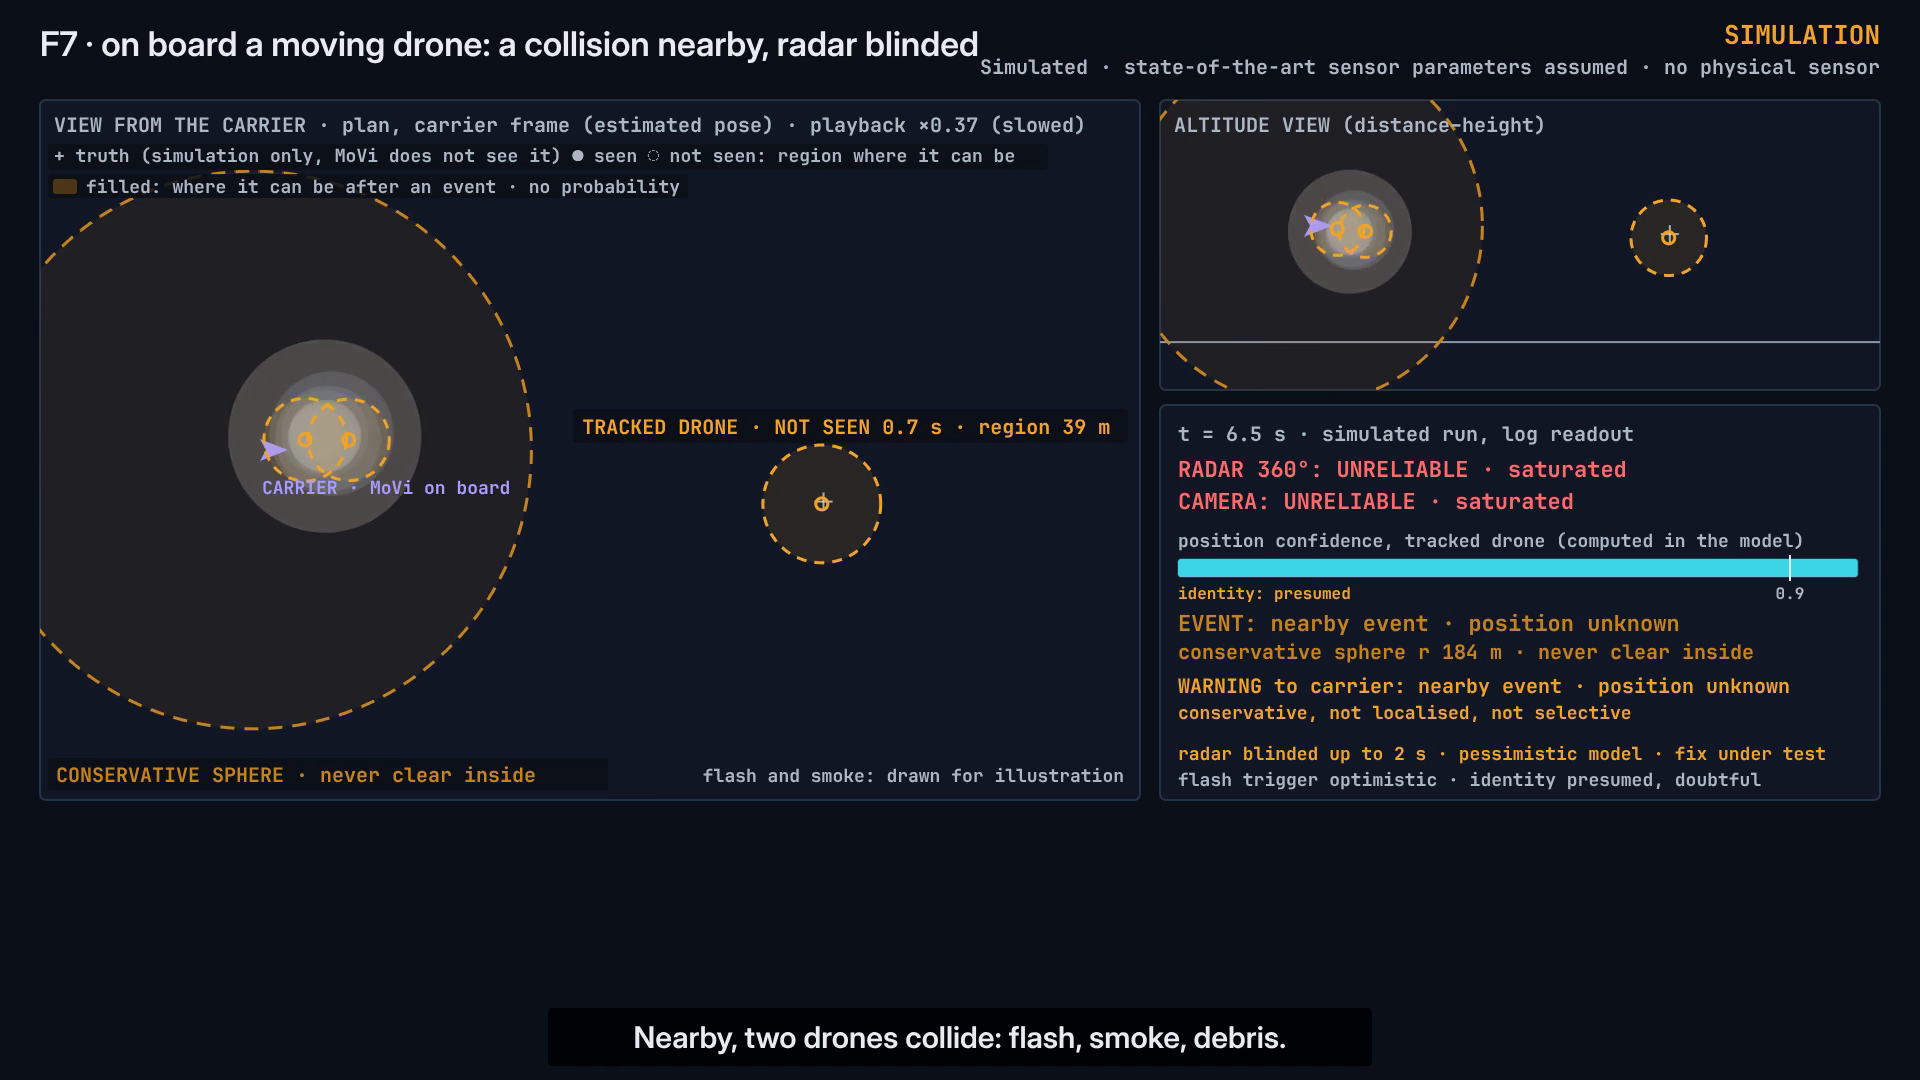 F7 · on board a moving drone: a collision nearby, radar blinded
SIMULATION
Simulated · state-of-the-art sensor parameters assumed · no physical sensor
VIEW FROM THE CARRIER · plan, carrier frame (estimated pose) · playback ×0.37 (slowed)
+ truth (simulation only, MoVi does not see it) ● seen ◌ not seen: region where it can be
filled: where it can be after an event · no probability
TRACKED DRONE · NOT SEEN 0.7 s · region 39 m
CARRIER · MoVi on board
CONSERVATIVE SPHERE · never clear inside
flash and smoke: drawn for illustration
ALTITUDE VIEW (distance-height)
t = 6.5 s · simulated run, log readout
RADAR 360°: UNRELIABLE · saturated
CAMERA: UNRELIABLE · saturated
position confidence, tracked drone (computed in the model)
identity: presumed
0.9
EVENT: nearby event · position unknown
conservative sphere r 184 m · never clear inside
WARNING to carrier: nearby event · position unknown
conservative, not localised, not selective
radar blinded up to 2 s · pessimistic model · fix under test
flash trigger optimistic · identity presumed, doubtful
Nearby, two drones collide: flash, smoke, debris.